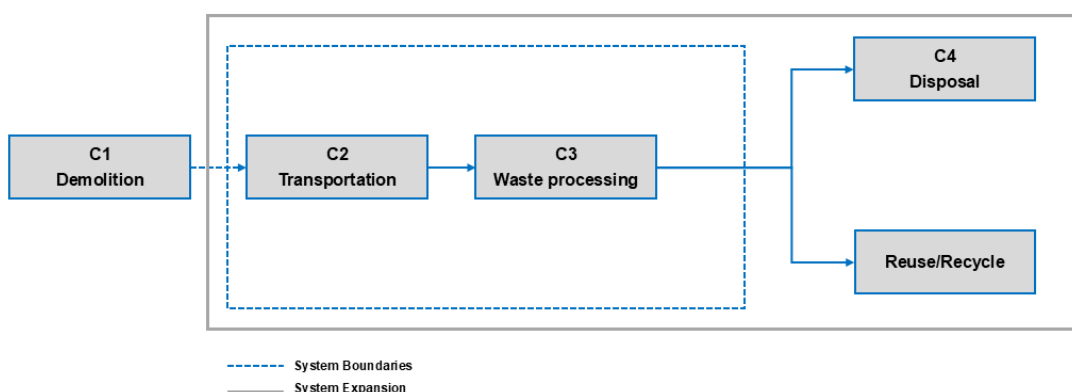 C4
Disposal
C1
Demolition
C2
Transportation
C3
Waste processing
Reuse/Recycle
System Boundaries
System Expansion